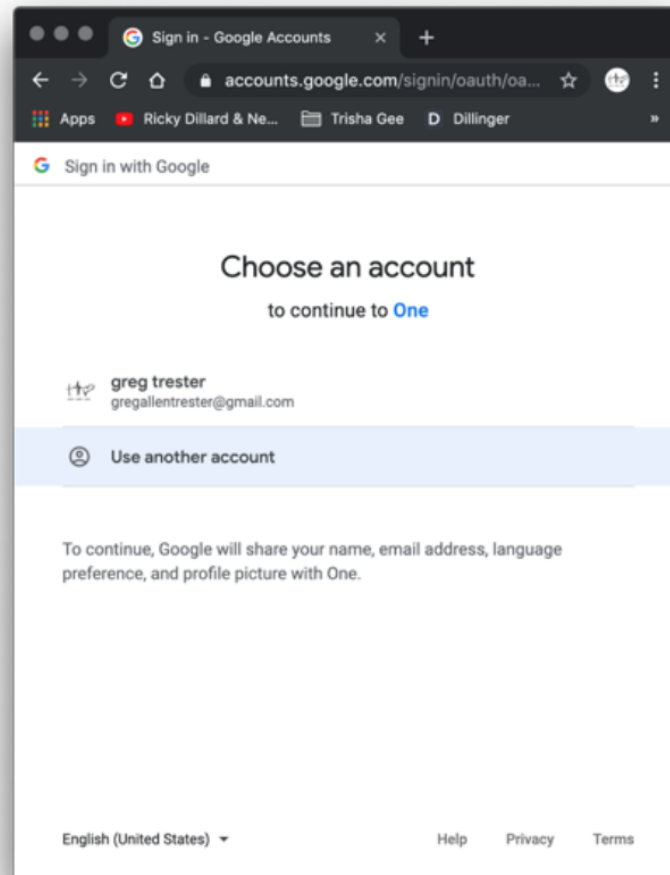 Sign in - Google Accounts
accounts.google.com/signin/oauth/oa...
Apps Ricky Dillard & Ne... Trisha Gee D Dillinger »
G Sign in with Google
Choose an account
to continue to One
greg trester
gregallentrester@gmail.com
Use another account
To continue, Google will share your name, email address, language
preference, and profile picture with One.
English (United States) Help Privacy Terms